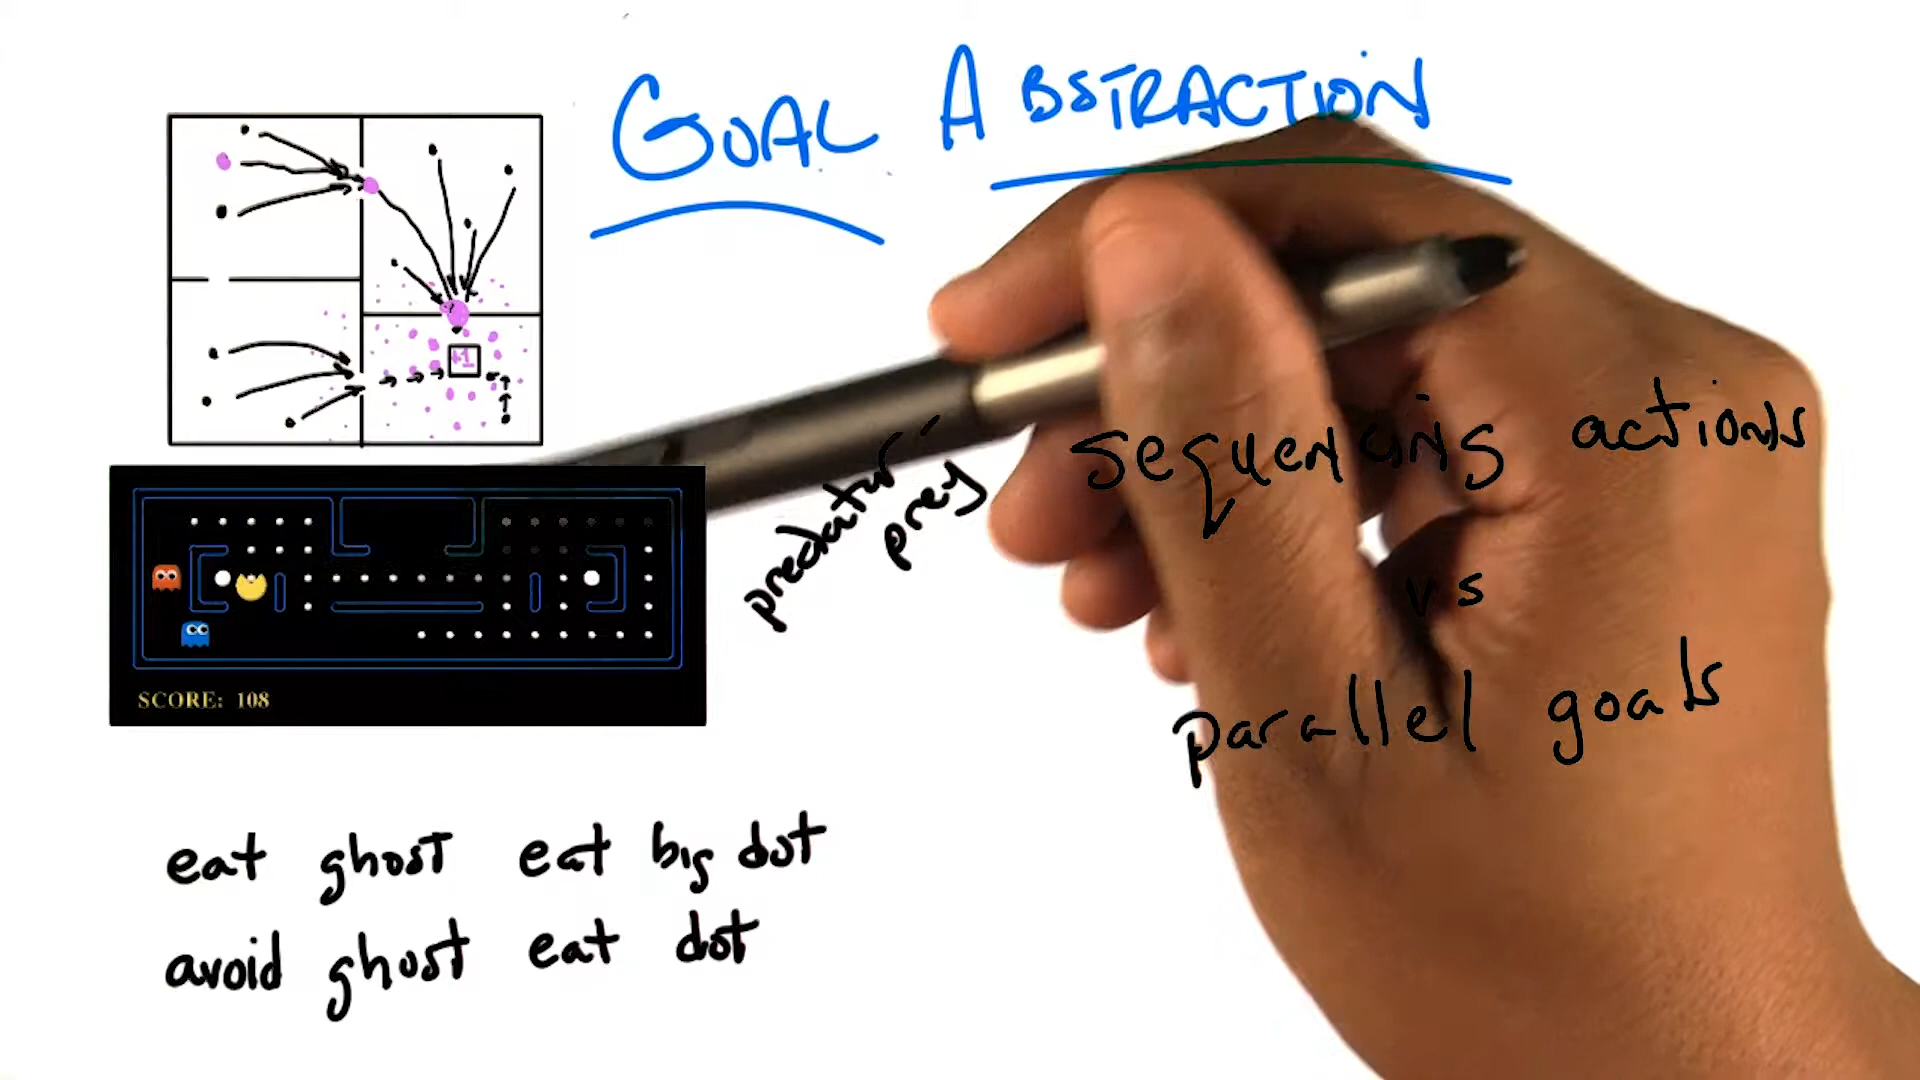 GOAL ABSTRACTION
+1
predator
prey
sequencing actions
vs
parallel goals
SCORE: 108
eat ghost eat big dot
avoid ghost eat dot